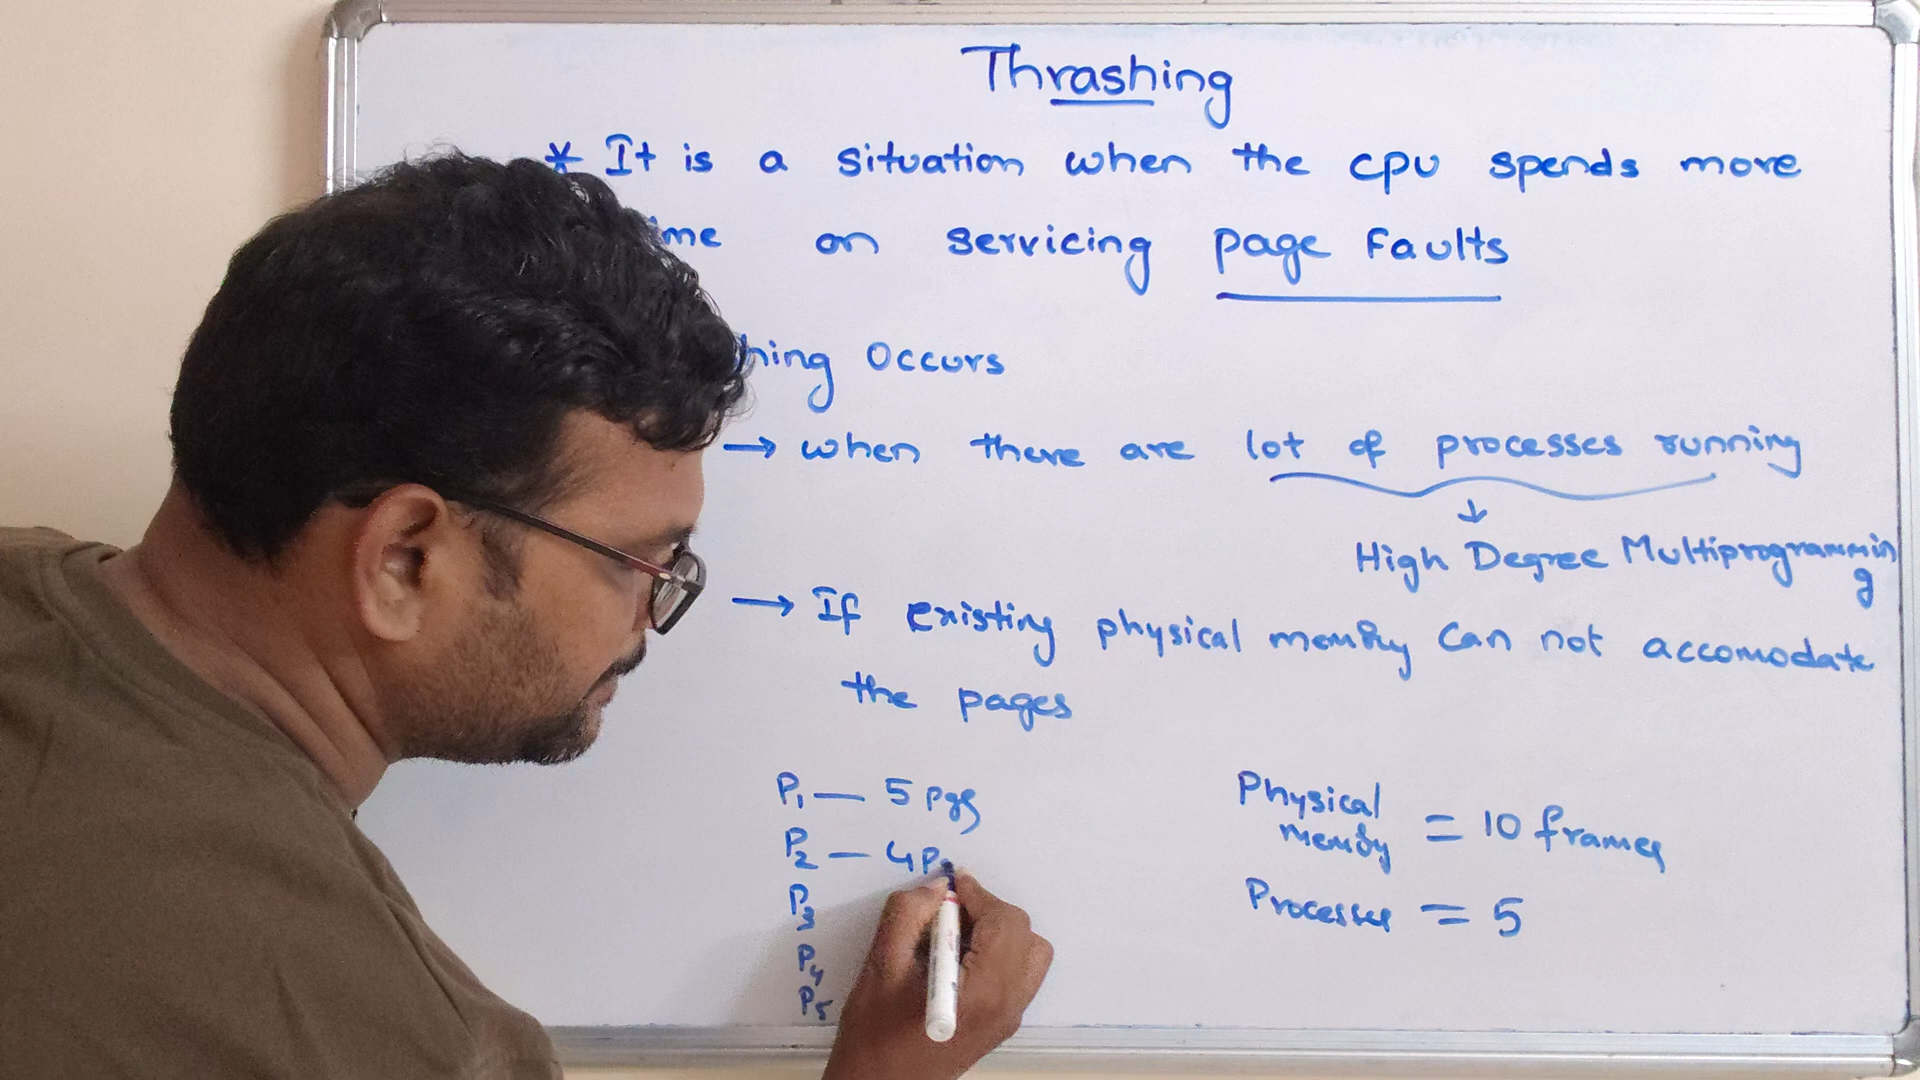 Thrashing
* It is a situation when the cpu spends more
on servicing page Faults
occurs
→ when there are lot of processes running
↓
High Degree Multiprogramming
→ If existing physical memory can not accomodate
the pages
P1 — 5 pgs
P2 — 4 P
P3
P4
P5
Physical
memory = 10 frames
Processes = 5